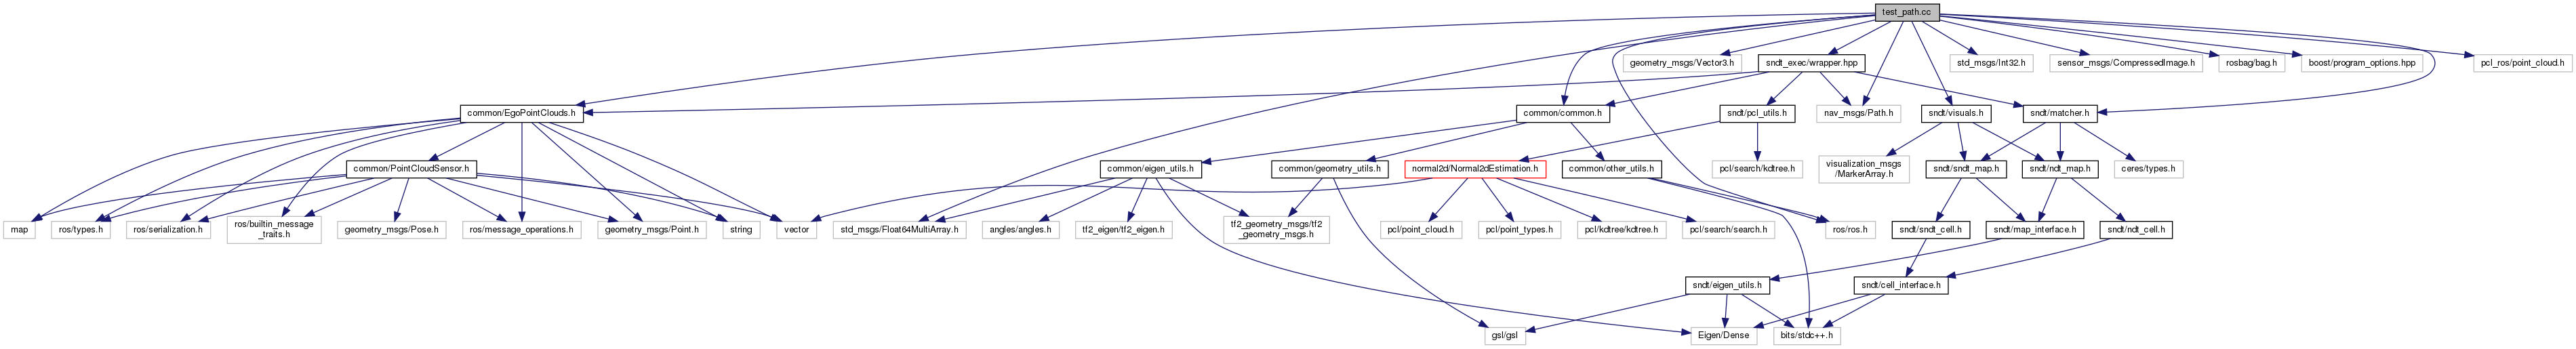 test_path.cc
geometry_msgs/Vector3.h
sndt_exec/wrapper.hpp
std_msgs/Int32.h
sensor_msgs/CompressedImage.h
rosbag/bag.h
boost/program_options.hpp
pcl_ros/point_cloud.h
common/EgoPointClouds.h
common/common.h
sndt/pcl_utils.h
nav_msgs/Path.h
sndt/visuals.h
sndt/matcher.h
common/PointCloudSensor.h
common/eigen_utils.h
common/geometry_utils.h
normal2d/Normal2dEstimation.h
common/other_utils.h
pcl/search/kdtree.h
visualization_msgs
/MarkerArray.h
sndt/sndt_map.h
sndt/ndt_map.h
ceres/types.h
map
ros/types.h
ros/serialization.h
ros/builtin_message
_traits.h
geometry_msgs/Pose.h
ros/message_operations.h
geometry_msgs/Point.h
string
vector
std_msgs/Float64MultiArray.h
angles/angles.h
tf2_eigen/tf2_eigen.h
tf2_geometry_msgs/tf2
_geometry_msgs.h
pcl/point_cloud.h
pcl/point_types.h
pcl/kdtree/kdtree.h
pcl/search/search.h
ros/ros.h
sndt/sndt_cell.h
sndt/map_interface.h
sndt/ndt_cell.h
sndt/eigen_utils.h
sndt/cell_interface.h
gsl/gsl
Eigen/Dense
bits/stdc++.h